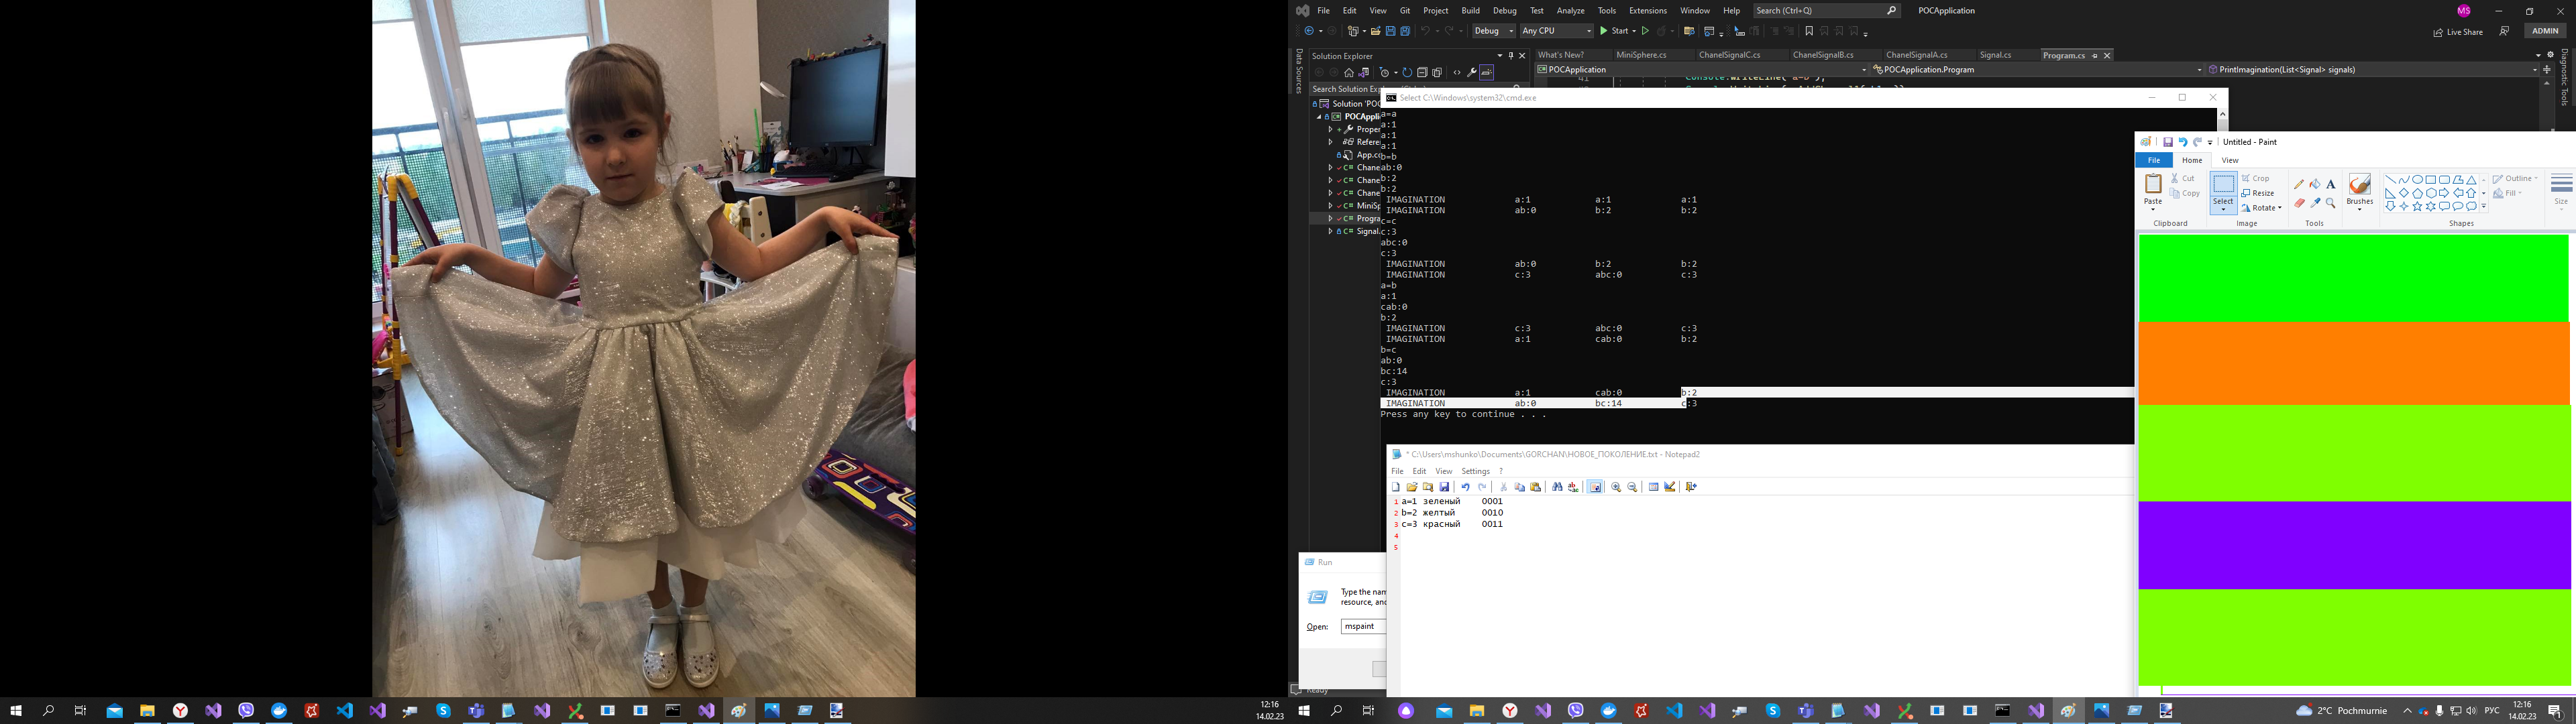 File Edit View Git Project Build Debug Test Analyze Tools Extensions Window Help Search (Ctrl+Q) POCApplication MS
Debug Any CPU Start Live Share ADMIN
Data Sources
Solution Explorer
Search Solution
Solution 'POC
POCAppli
Proper
Refere
App.co
Chane
Chane
Chane
MiniSp
Progra
Signal.
What's New? MiniSphere.cs ChanelSignalC.cs ChanelSignalB.cs ChanelSignalA.cs Signal.cs Program.cs
POCApplication POCApplication.Program PrintImagination(List<Signal> signals)
Diagnostic Tools
Select C:\Windows\system32\cmd.exe
a=a
a:1
a:1
a:1
b=b
ab:0
b:2
b:2
IMAGINATION a:1 a:1 a:1
IMAGINATION ab:0 b:2 b:2
c=c
c:3
abc:0
c:3
IMAGINATION ab:0 b:2 b:2
IMAGINATION c:3 abc:0 c:3
a=b
a:1
cab:0
b:2
IMAGINATION c:3 abc:0 c:3
IMAGINATION a:1 cab:0 b:2
b=c
ab:0
bc:14
c:3
IMAGINATION a:1 cab:0 b:2
IMAGINATION ab:0 bc:14 c:3
Press any key to continue . . .
* C:\Users\mshunko\Documents\GORCHAN\НОВОЕ_ПОКОЛЕНИЕ.txt - Notepad2
File Edit View Settings ?
1 a=1 зеленый 0001
2 b=2 желтый 0010
3 c=3 красный 0011
4
5
Run
Type the nam
resource, and
Open: mspaint
Ready
Untitled - Paint
File Home View
Paste Cut Copy Select Crop Resize Rotate Brushes Outline Fill Size
Clipboard Image Tools Shapes
12:16
14.02.23
2°C Pochmurnie РУС 12:16
14.02.23